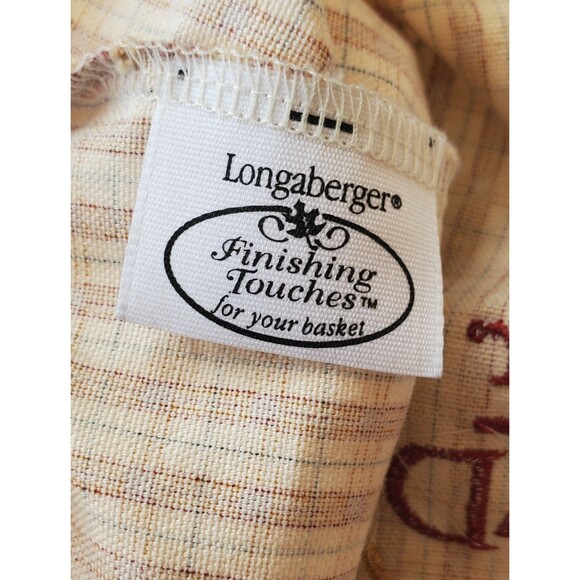 Longaberger®
Finishing
Touches™
for your basket